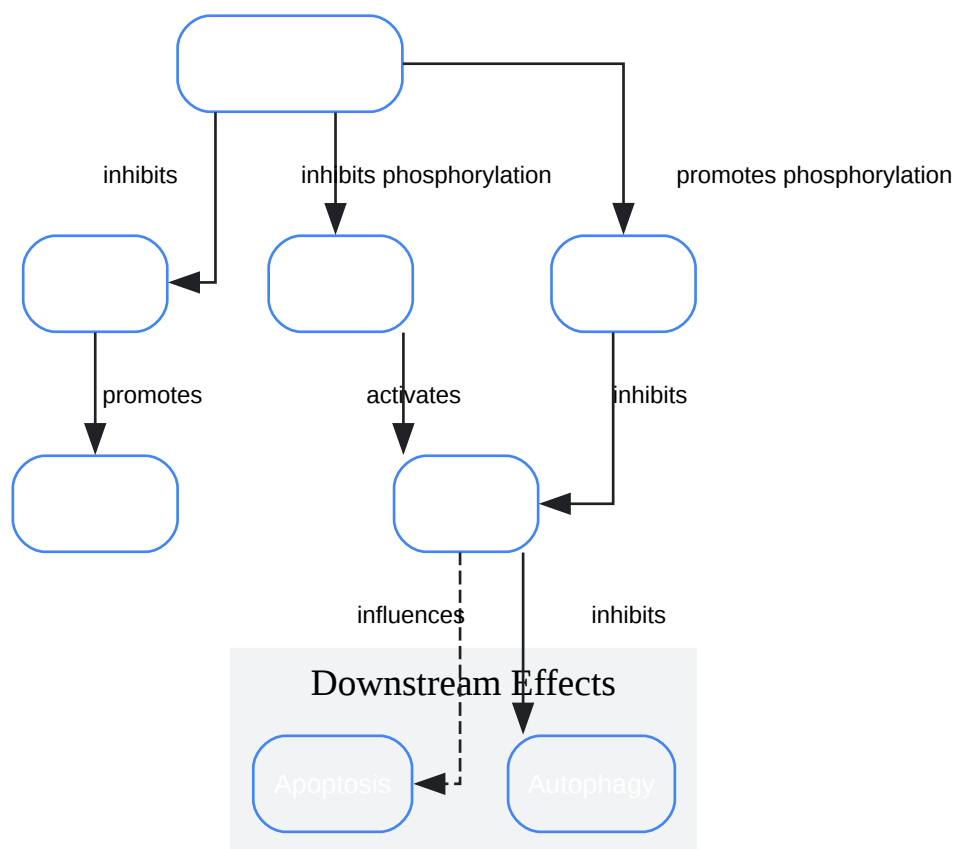 inhibits
inhibits phosphorylation
promotes phosphorylation
promotes
activates
inhibits
influences
inhibits
Downstream Effects
Apoptosis
Autophagy